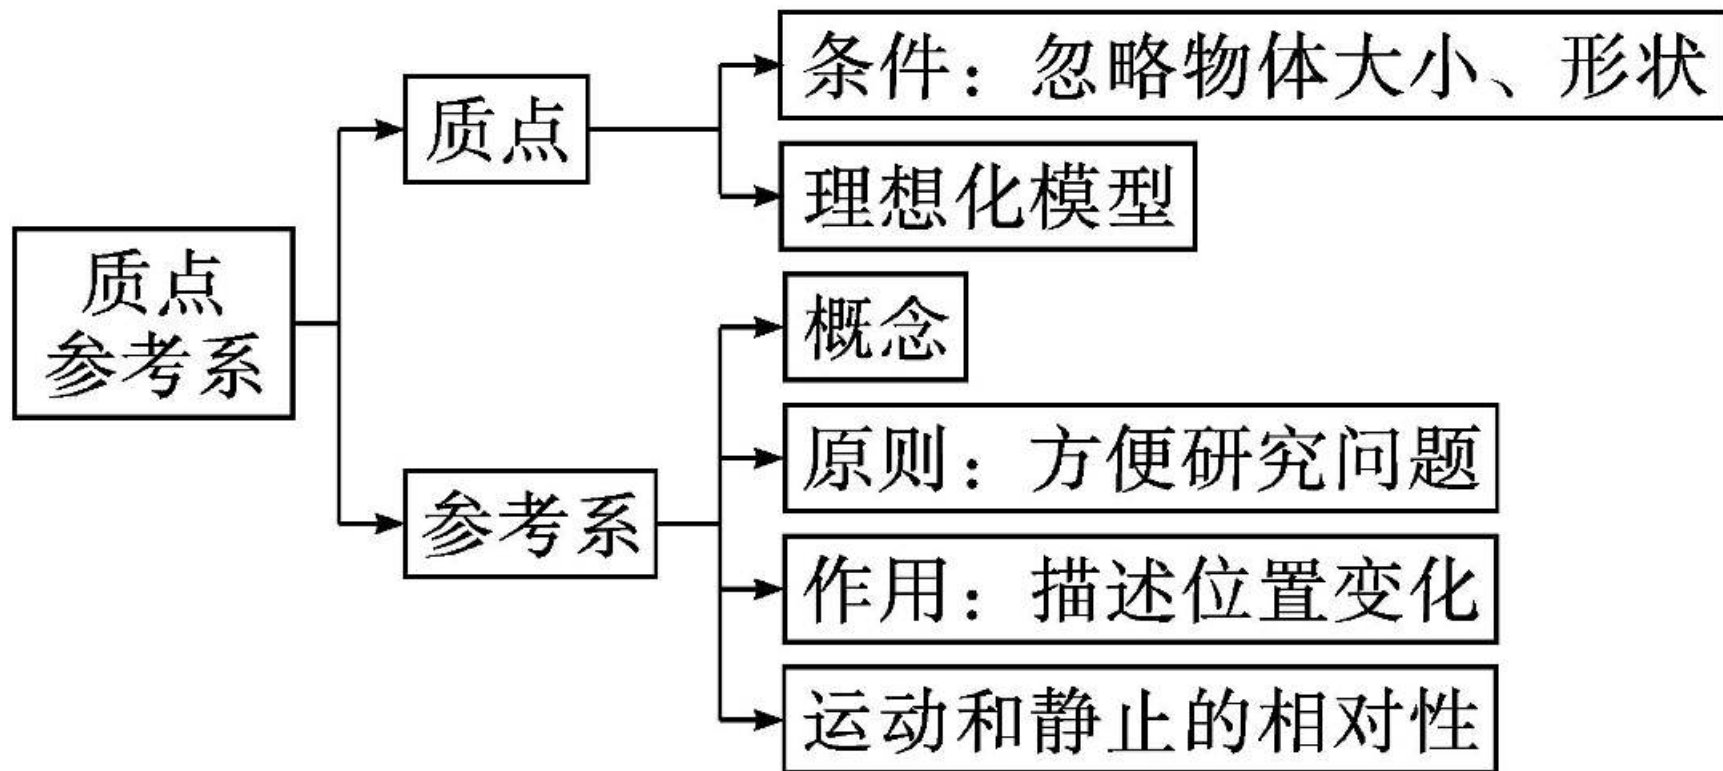 质点
参考系
质点
条件：忽略物体大小、形状
理想化模型
参考系
概念
原则：方便研究问题
作用：描述位置变化
运动和静止的相对性